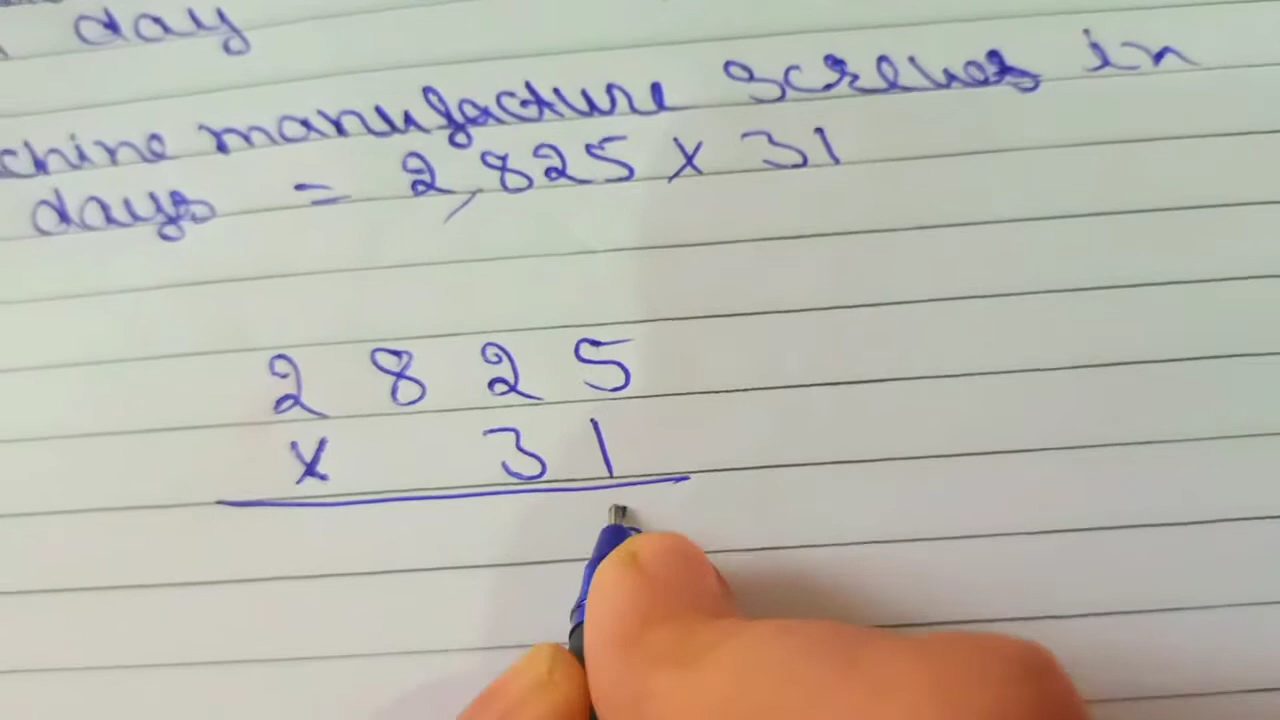 day
chine manufacture screws in
days = 2,825 x 31
2 8 2 5
x 3 1